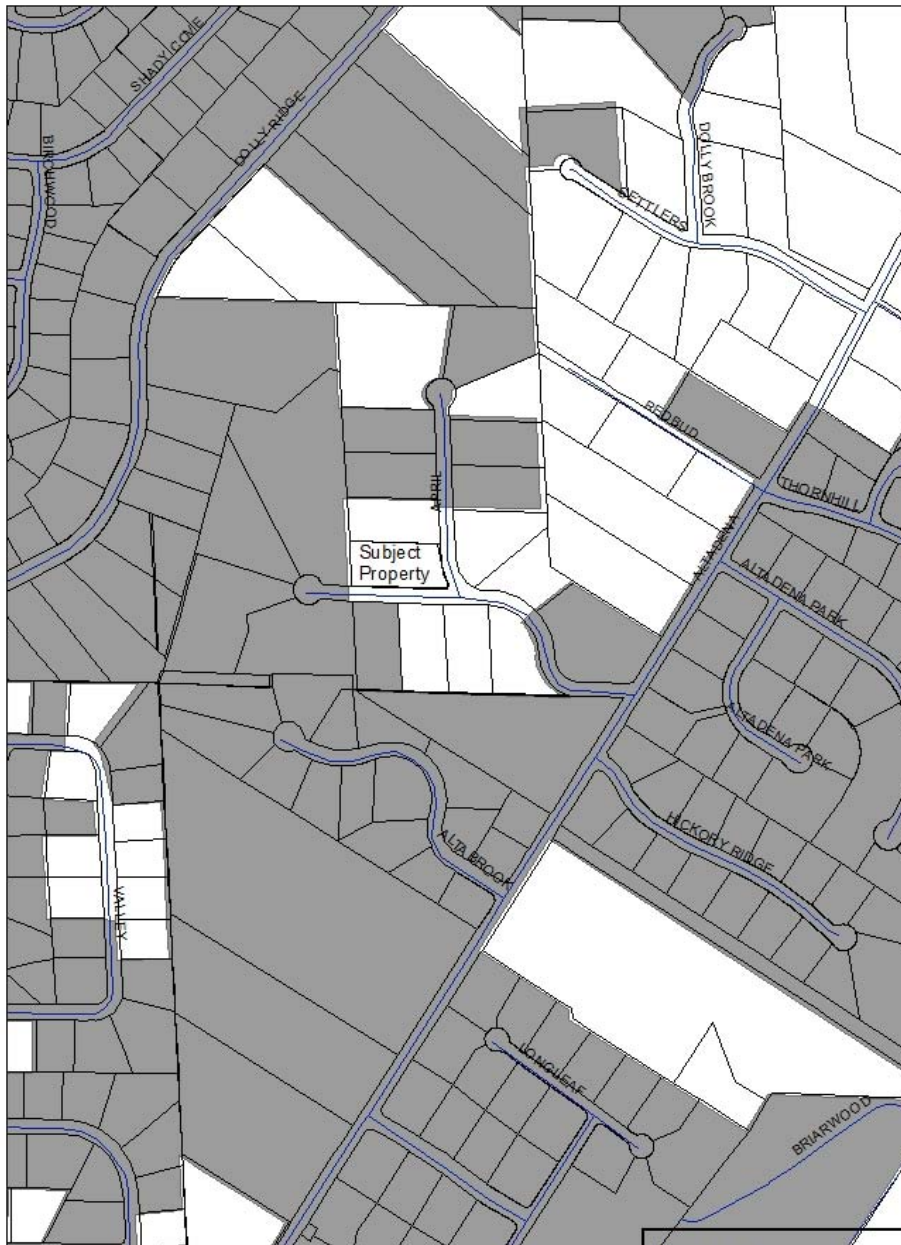 SHADY COVE
DOLLY RIDGE
BIRCHWOOD
DOLLY BROOK
SETTLERS
REDBUD
APRIL
THORNHILL
ALTADENA
Subject
Property
ALTADENA PARK
ALTADENA PARK
HICKORY RIDGE
ALTA BROOK
VALLEY
LONGLEAF
BRIARWOOD